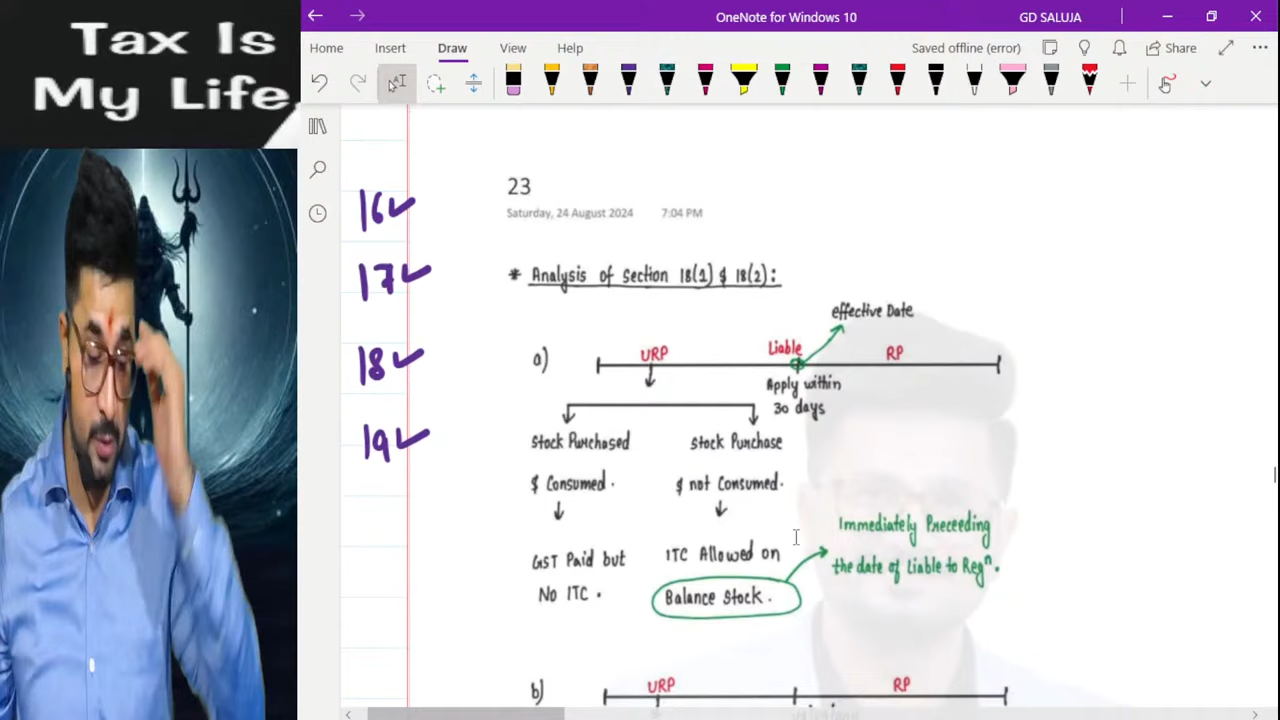 Tax Is
My Life
OneNote for Windows 10
GD SALUJA
Home
Insert
Draw
View
Help
Saved offline (error)
Share
23
Saturday, 24 August 2024
7:04 PM
16✓
17✓
18✓
19✓
* Analysis of Section 18(1) $ 18(2):
effective Date
a)
URP
Liable
RP
Apply within
30 days
Stock Purchased
$ Consumed.
GST Paid but
No ITC.
Stock Purchase
$ not Consumed.
ITC Allowed on
Balance Stock.
Immediately Preceeding
the date of Liable to Regⁿ.
b)
URP
RP